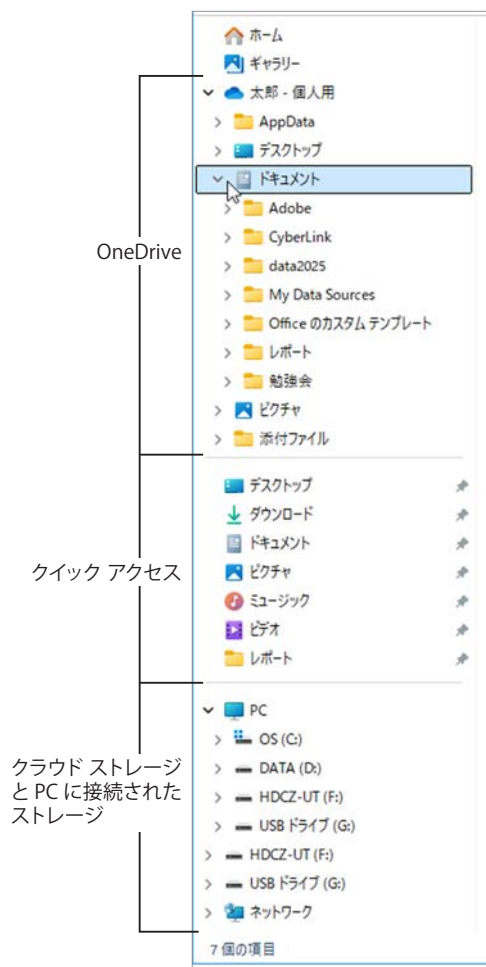 ホーム
ギャラリー
太郎 - 個人用
AppData
デスクトップ
ドキュメント
Adobe
CyberLink
OneDrive
data2025
My Data Sources
Office のカスタム テンプレート
レポート
勉強会
ピクチャ
添付ファイル
デスクトップ
ダウンロード
ドキュメント
クイック アクセス
ピクチャ
ミュージック
ビデオ
レポート
PC
OS (C:)
クラウド ストレージ
と PC に接続された
ストレージ
DATA (D:)
HDCZ-UT (F:)
USB ドライブ (G:)
HDCZ-UT (F:)
USB ドライブ (G:)
ネットワーク
7 個の項目